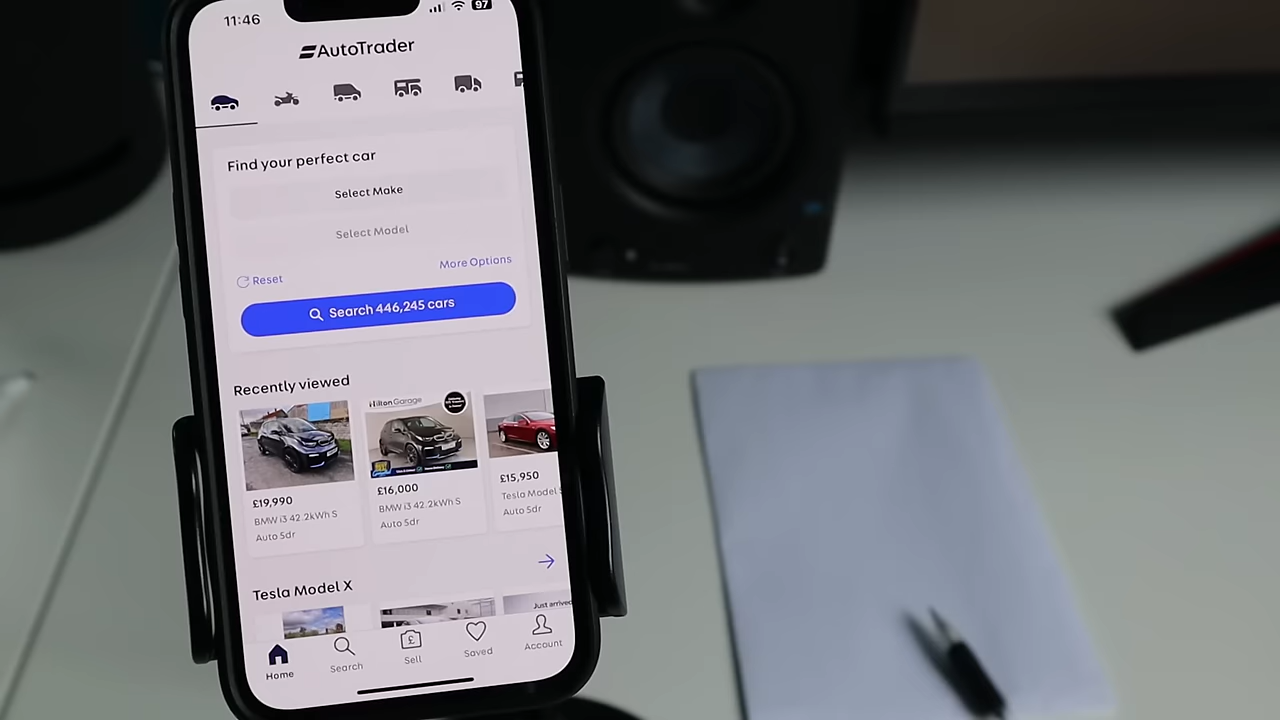 11:46
97
AutoTrader
Find your perfect car
Select Make
Select Model
Reset
More Options
Search 446,245 cars
Recently viewed
Hilton Garage
£19,990
BMW i3 42.2kWh S
Auto 5dr
£16,000
BMW i3 42.2kWh S
Auto 5dr
£15,950
Tesla Model S
Auto 5dr
Tesla Model X
Just arrived
Home
Search
Sell
Saved
Account